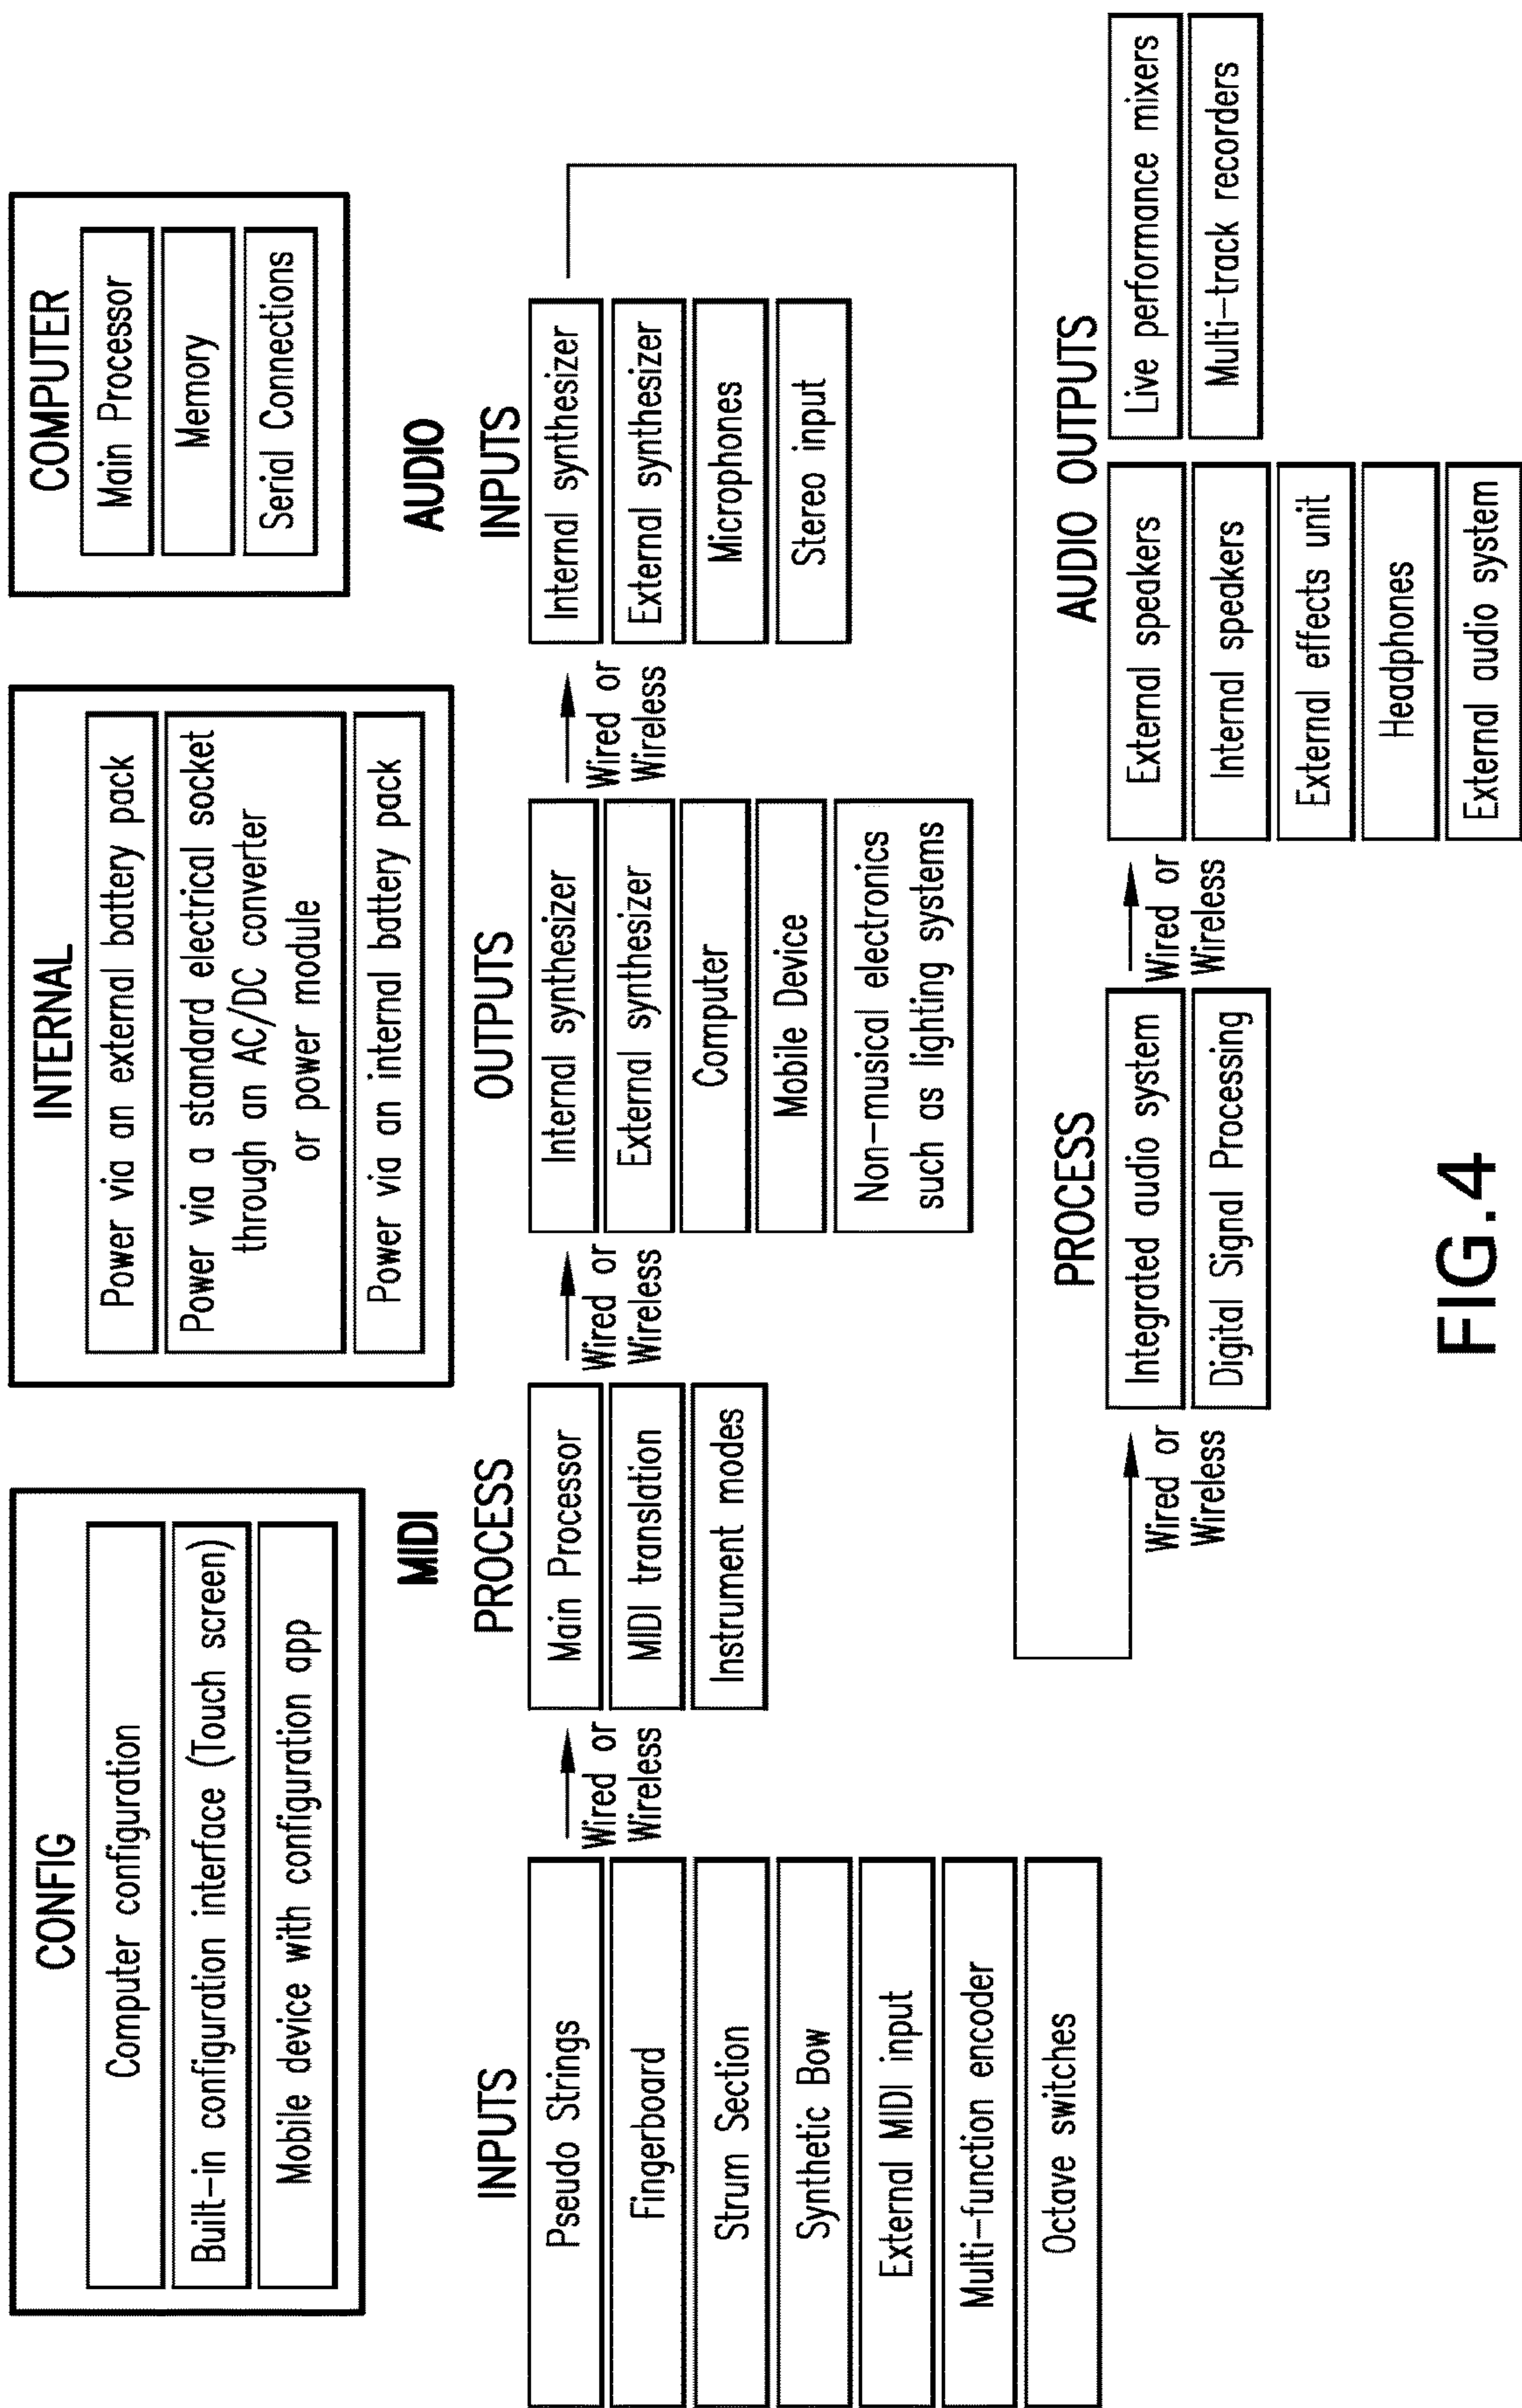 CONFIG
Computer configuration
Built-in configuration interface (Touch screen)
Mobile device with configuration app
INTERNAL
Power via an external battery pack
Power via a standard electrical socket
through an AC/DC converter
or power module
Power via an internal battery pack
COMPUTER
Main Processor
Memory
Serial Connections
MIDI
INPUTS
Pseudo Strings
Fingerboard
Strum Section
Synthetic Bow
External MIDI input
Multi-function encoder
Octave switches
Wired or
Wireless
PROCESS
Main Processor
MIDI translation
Instrument modes
Wired or
Wireless
OUTPUTS
Internal synthesizer
External synthesizer
Computer
Mobile Device
Non-musical electronics
such as lighting systems
Wired or
Wireless
AUDIO
INPUTS
Internal synthesizer
External synthesizer
Microphones
Stereo input
Wired or
Wireless
PROCESS
Integrated audio system
Digital Signal Processing
Wired or
Wireless
AUDIO OUTPUTS
External speakers
Internal speakers
External effects unit
Headphones
External audio system
Live performance mixers
Multi-track recorders
FIG.4